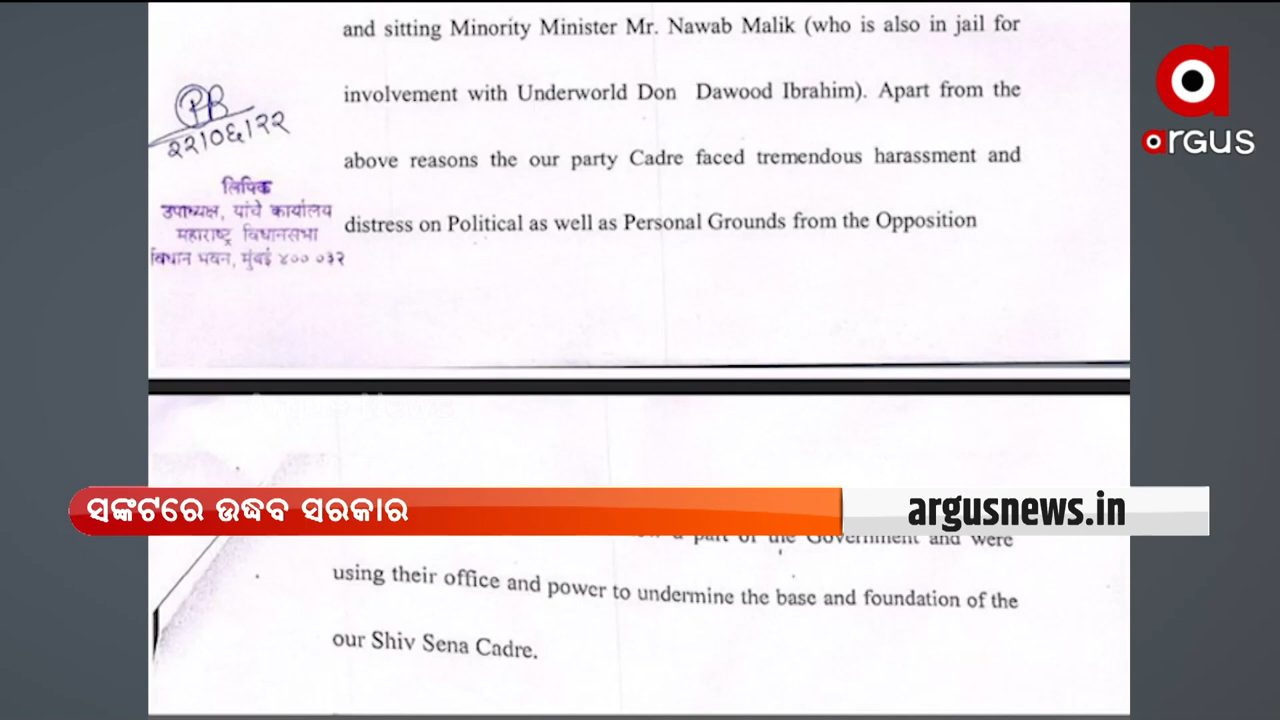 and sitting Minority Minister Mr. Nawab Malik (who is also in jail for
involvement with Underworld Don Dawood Ibrahim). Apart from the
above reasons the our party Cadre faced tremendous harassment and
distress on Political as well as Personal Grounds from the Opposition
२२/०६/२२
लिपिक
उपाध्यक्ष, यांचे कार्यालय
महाराष्ट्र विधानसभा
विधान भवन, मुंबई ४०० ०३२
a
argus
ସଙ୍କଟରେ ଉଦ୍ଧବ ସରକାର
argusnews.in
a part of the Government and were
using their office and power to undermine the base and foundation of the
our Shiv Sena Cadre.